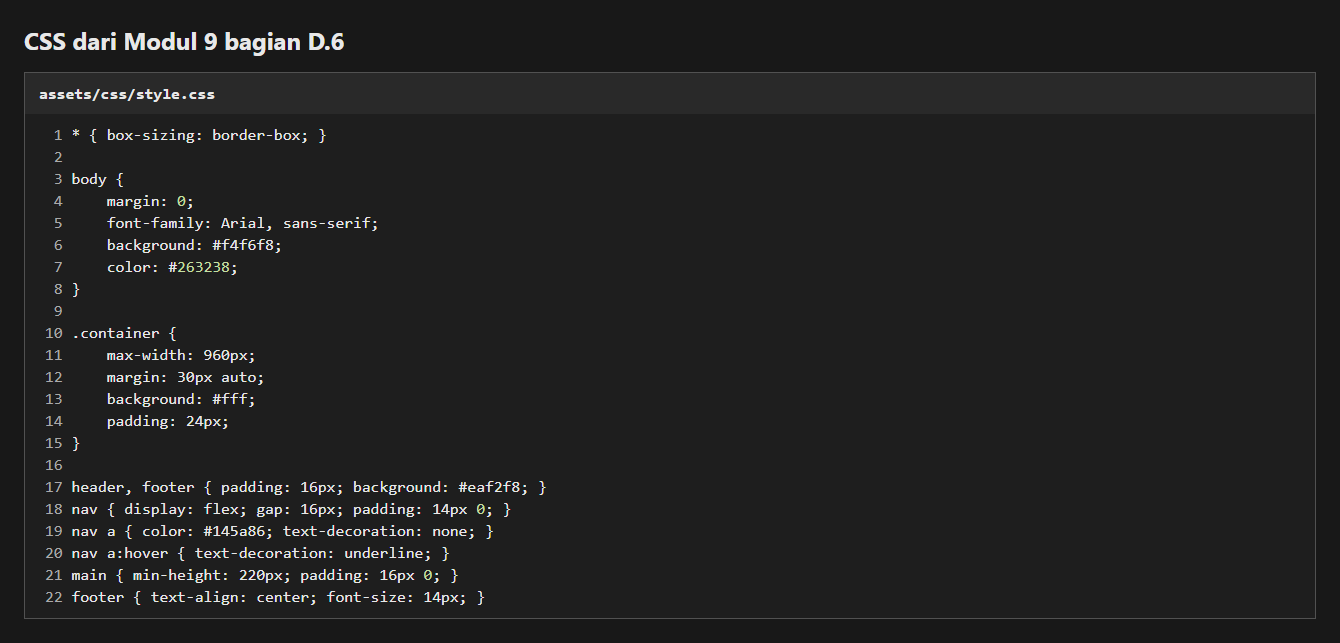 CSS dari Modul 9 bagian D.6
assets/css/style.css
1 * { box-sizing: border-box; }
2
3 body {
4     margin: 0;
5     font-family: Arial, sans-serif;
6     background: #f4f6f8;
7     color: #263238;
8 }
9
10 .container {
11     max-width: 960px;
12     margin: 30px auto;
13     background: #fff;
14     padding: 24px;
15 }
16
17 header, footer { padding: 16px; background: #eaf2f8; }
18 nav { display: flex; gap: 16px; padding: 14px 0; }
19 nav a { color: #145a86; text-decoration: none; }
20 nav a:hover { text-decoration: underline; }
21 main { min-height: 220px; padding: 16px 0; }
22 footer { text-align: center; font-size: 14px; }